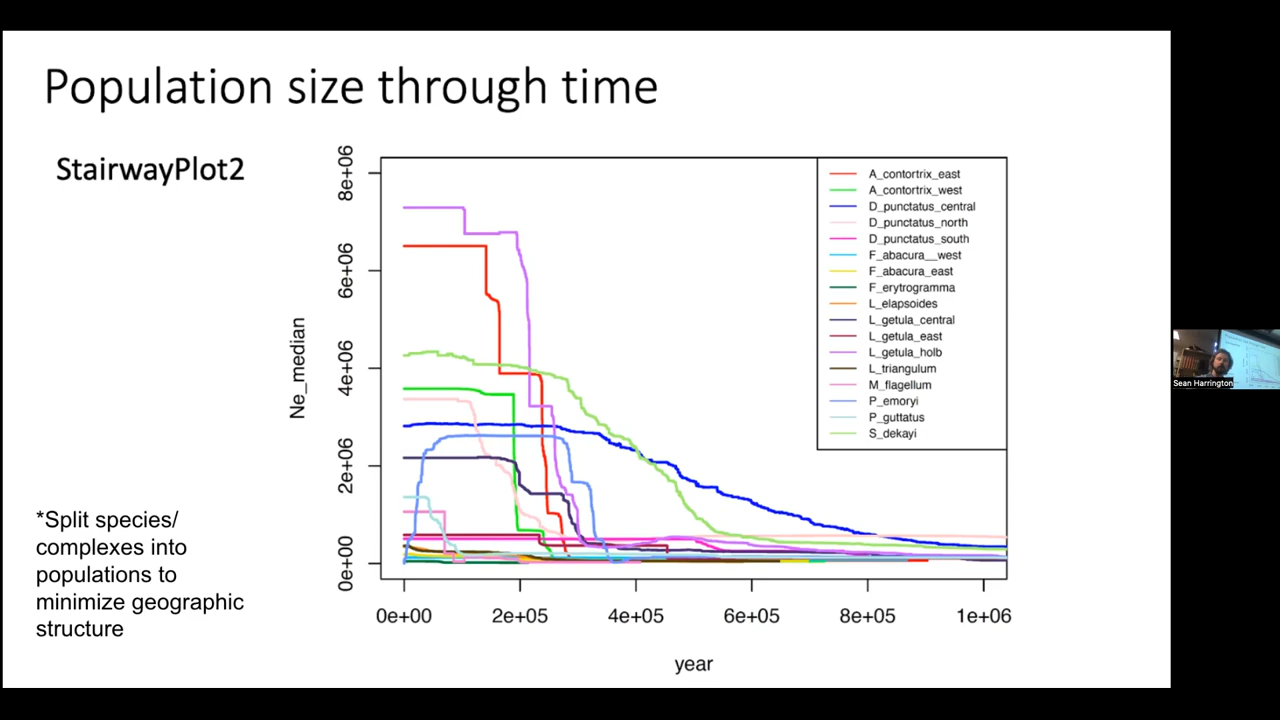 Population size through time
StairwayPlot2
*Split species/
complexes into
populations to
minimize geographic
structure
Ne_median
8e+06
6e+06
4e+06
2e+06
0e+00
0e+00 2e+05 4e+05 6e+05 8e+05 1e+06
year
A_contortrix_east
A_contortrix_west
D_punctatus_central
D_punctatus_north
D_punctatus_south
F_abacura__west
F_abacura_east
F_erytrogramma
L_elapsoides
L_getula_central
L_getula_east
L_getula_holb
L_triangulum
M_flagellum
P_emoryi
P_guttatus
S_dekayi
Sean Harrington